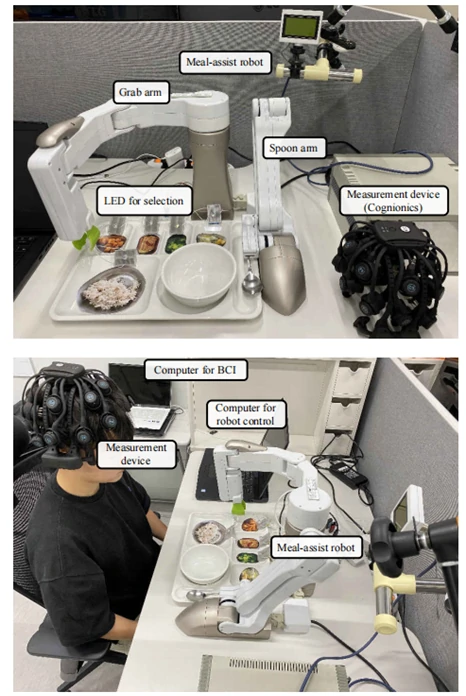 Meal-assist robot
Grab arm
Spoon arm
LED for selection
Measurement device
(Cognionics)
Computer for BCI
Computer for
robot control
Measurement
device
Meal-assist robot